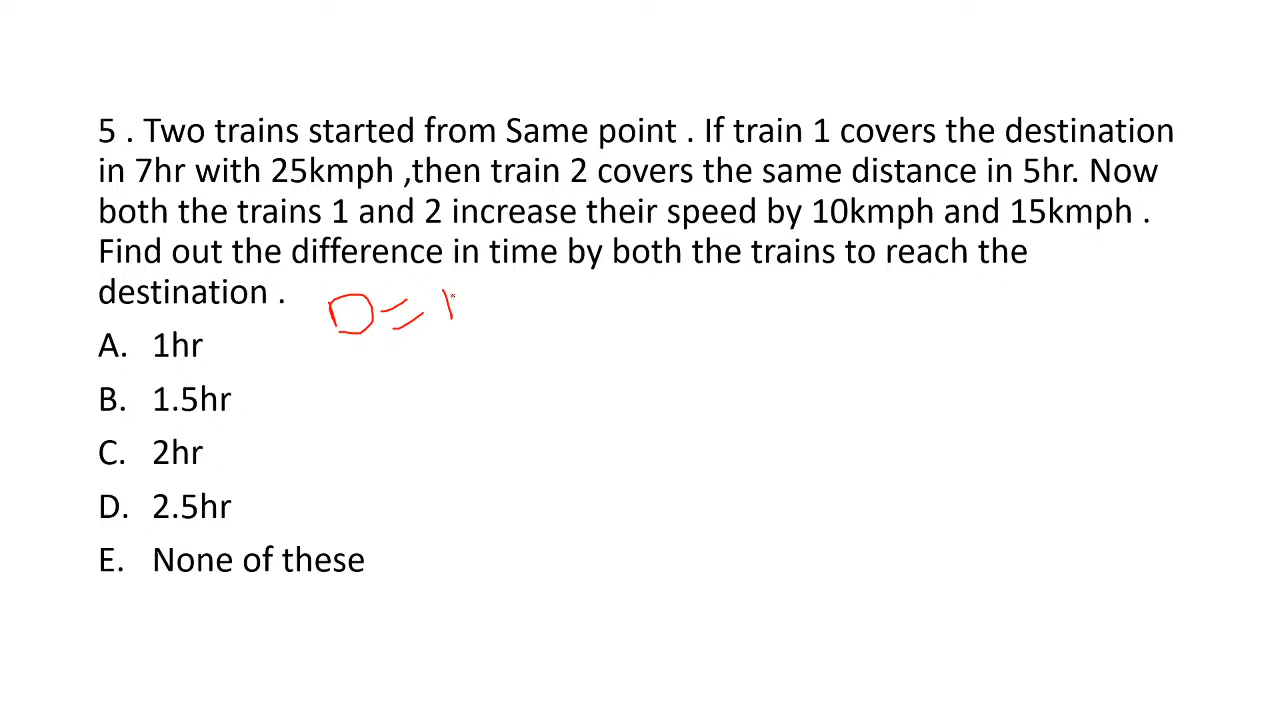 5 . Two trains started from Same point . If train 1 covers the destination
in 7hr with 25kmph ,then train 2 covers the same distance in 5hr. Now
both the trains 1 and 2 increase their speed by 10kmph and 15kmph .
Find out the difference in time by both the trains to reach the
destination .
D=
A. 1hr
B. 1.5hr
C. 2hr
D. 2.5hr
E. None of these